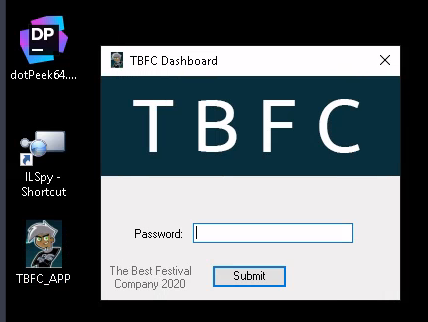 DP
dotPeek64....
ILSpy -
Shortcut
TBFC_APP
TBFC Dashboard
T B F C
Password:
The Best Festival
Company 2020
Submit